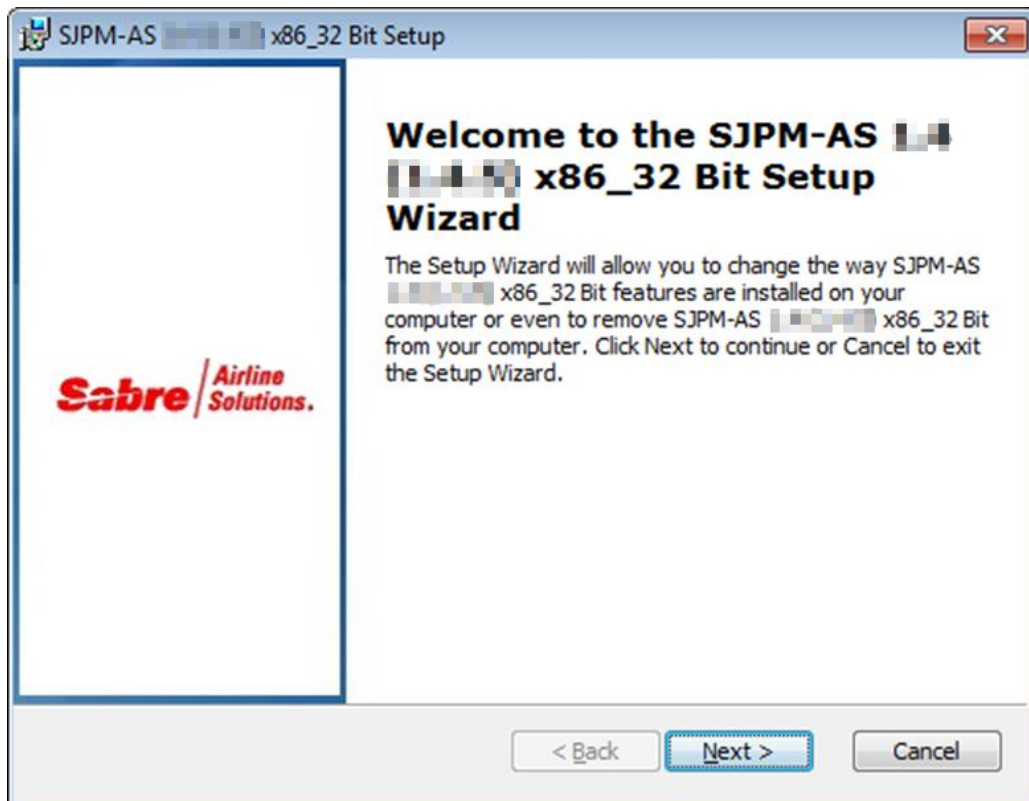 SJPM-AS x86_32 Bit Setup
Welcome to the SJPM-AS
x86_32 Bit Setup
Wizard
The Setup Wizard will allow you to change the way SJPM-AS
x86_32 Bit features are installed on your
computer or even to remove SJPM-AS x86_32 Bit
from your computer. Click Next to continue or Cancel to exit
the Setup Wizard.
Sabre Airline
Solutions.
< Back Next > Cancel